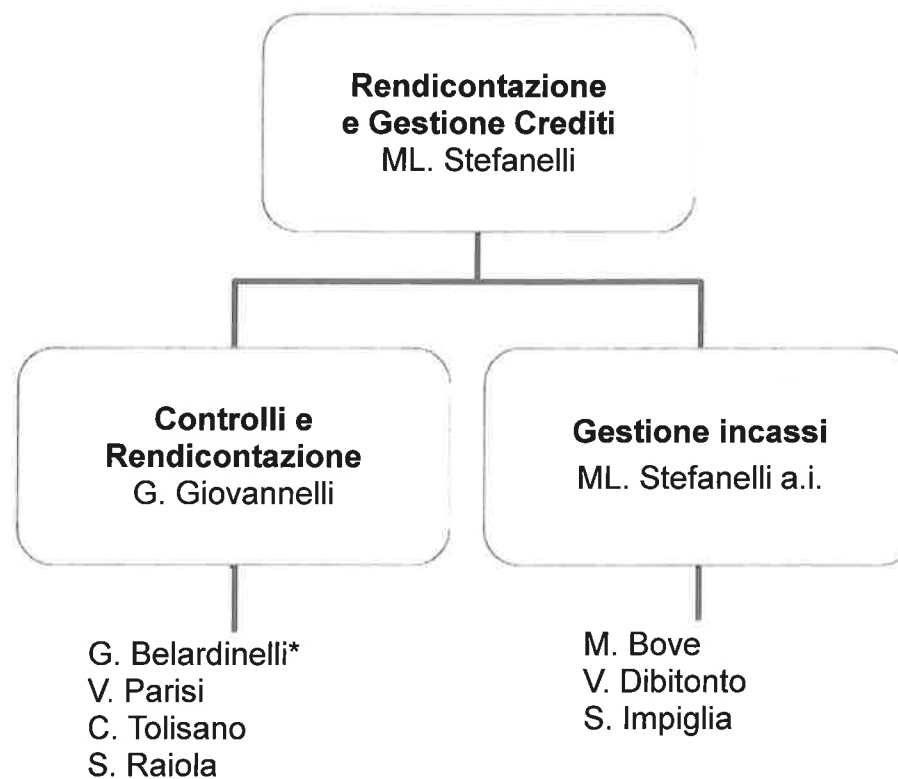 Rendicontazione
e Gestione Crediti
ML. Stefanelli
Controlli e
Rendicontazione
G. Giovannelli
Gestione incassi
ML. Stefanelli a.i.
G. Belardinelli*
V. Parisi
C. Tolisano
S. Raiola
M. Bove
V. Dibitonto
S. Impiglia